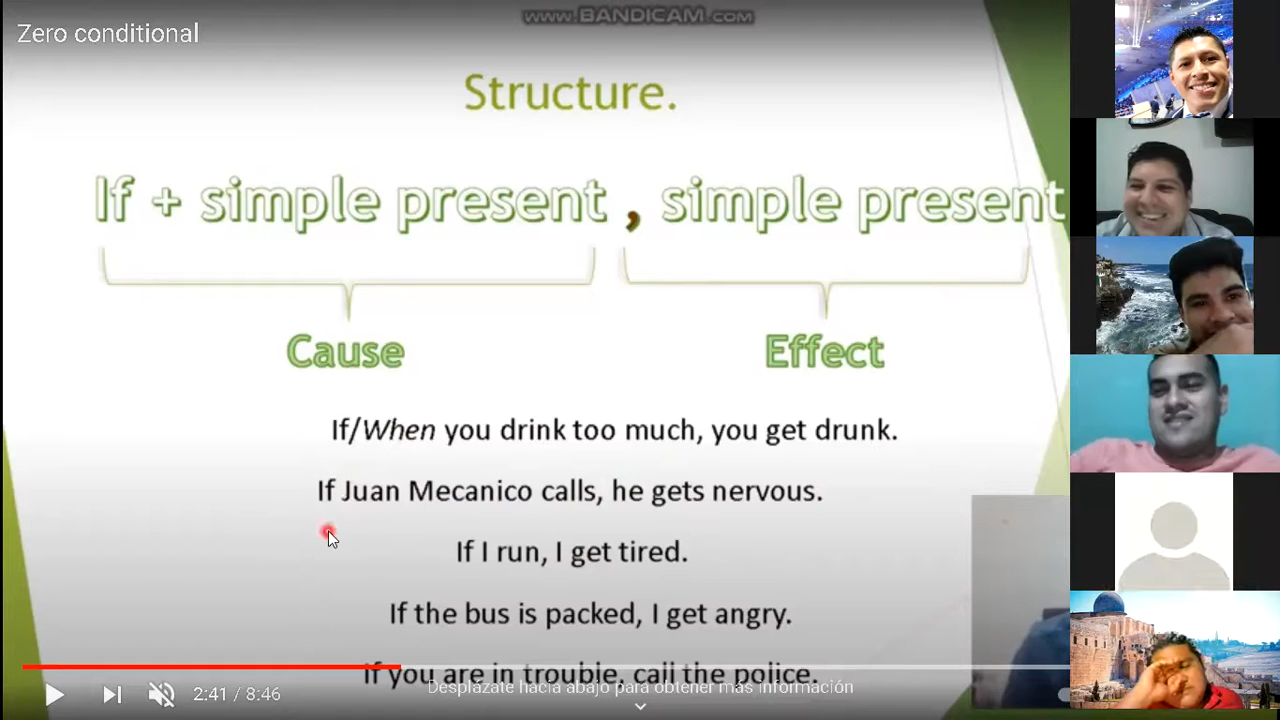 www.BANDICAM.com
Zero conditional
Structure.
If + simple present , simple present
Cause
Effect
If/When you drink too much, you get drunk.
If Juan Mecanico calls, he gets nervous.
If I run, I get tired.
If the bus is packed, I get angry.
If you are in trouble, call the police.
Desplázate hacia abajo para obtener más información
2:41 / 8:46